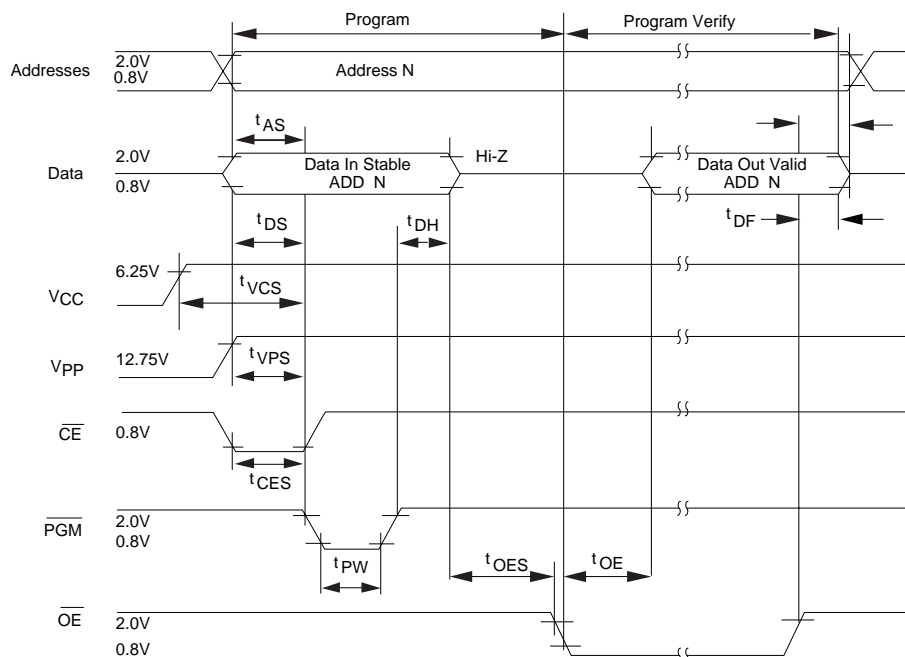 Program
Program Verify
Addresses
2.0V
0.8V
Address N
tAS
Data
2.0V
0.8V
Data In Stable
ADD N
Hi-Z
Data Out Valid
ADD N
tDS
tDH
tDF
VCC
6.25V
tVCS
VPP
12.75V
tVPS
CE
0.8V
tCES
PGM
2.0V
0.8V
tPW
tOES
tOE
OE
2.0V
0.8V